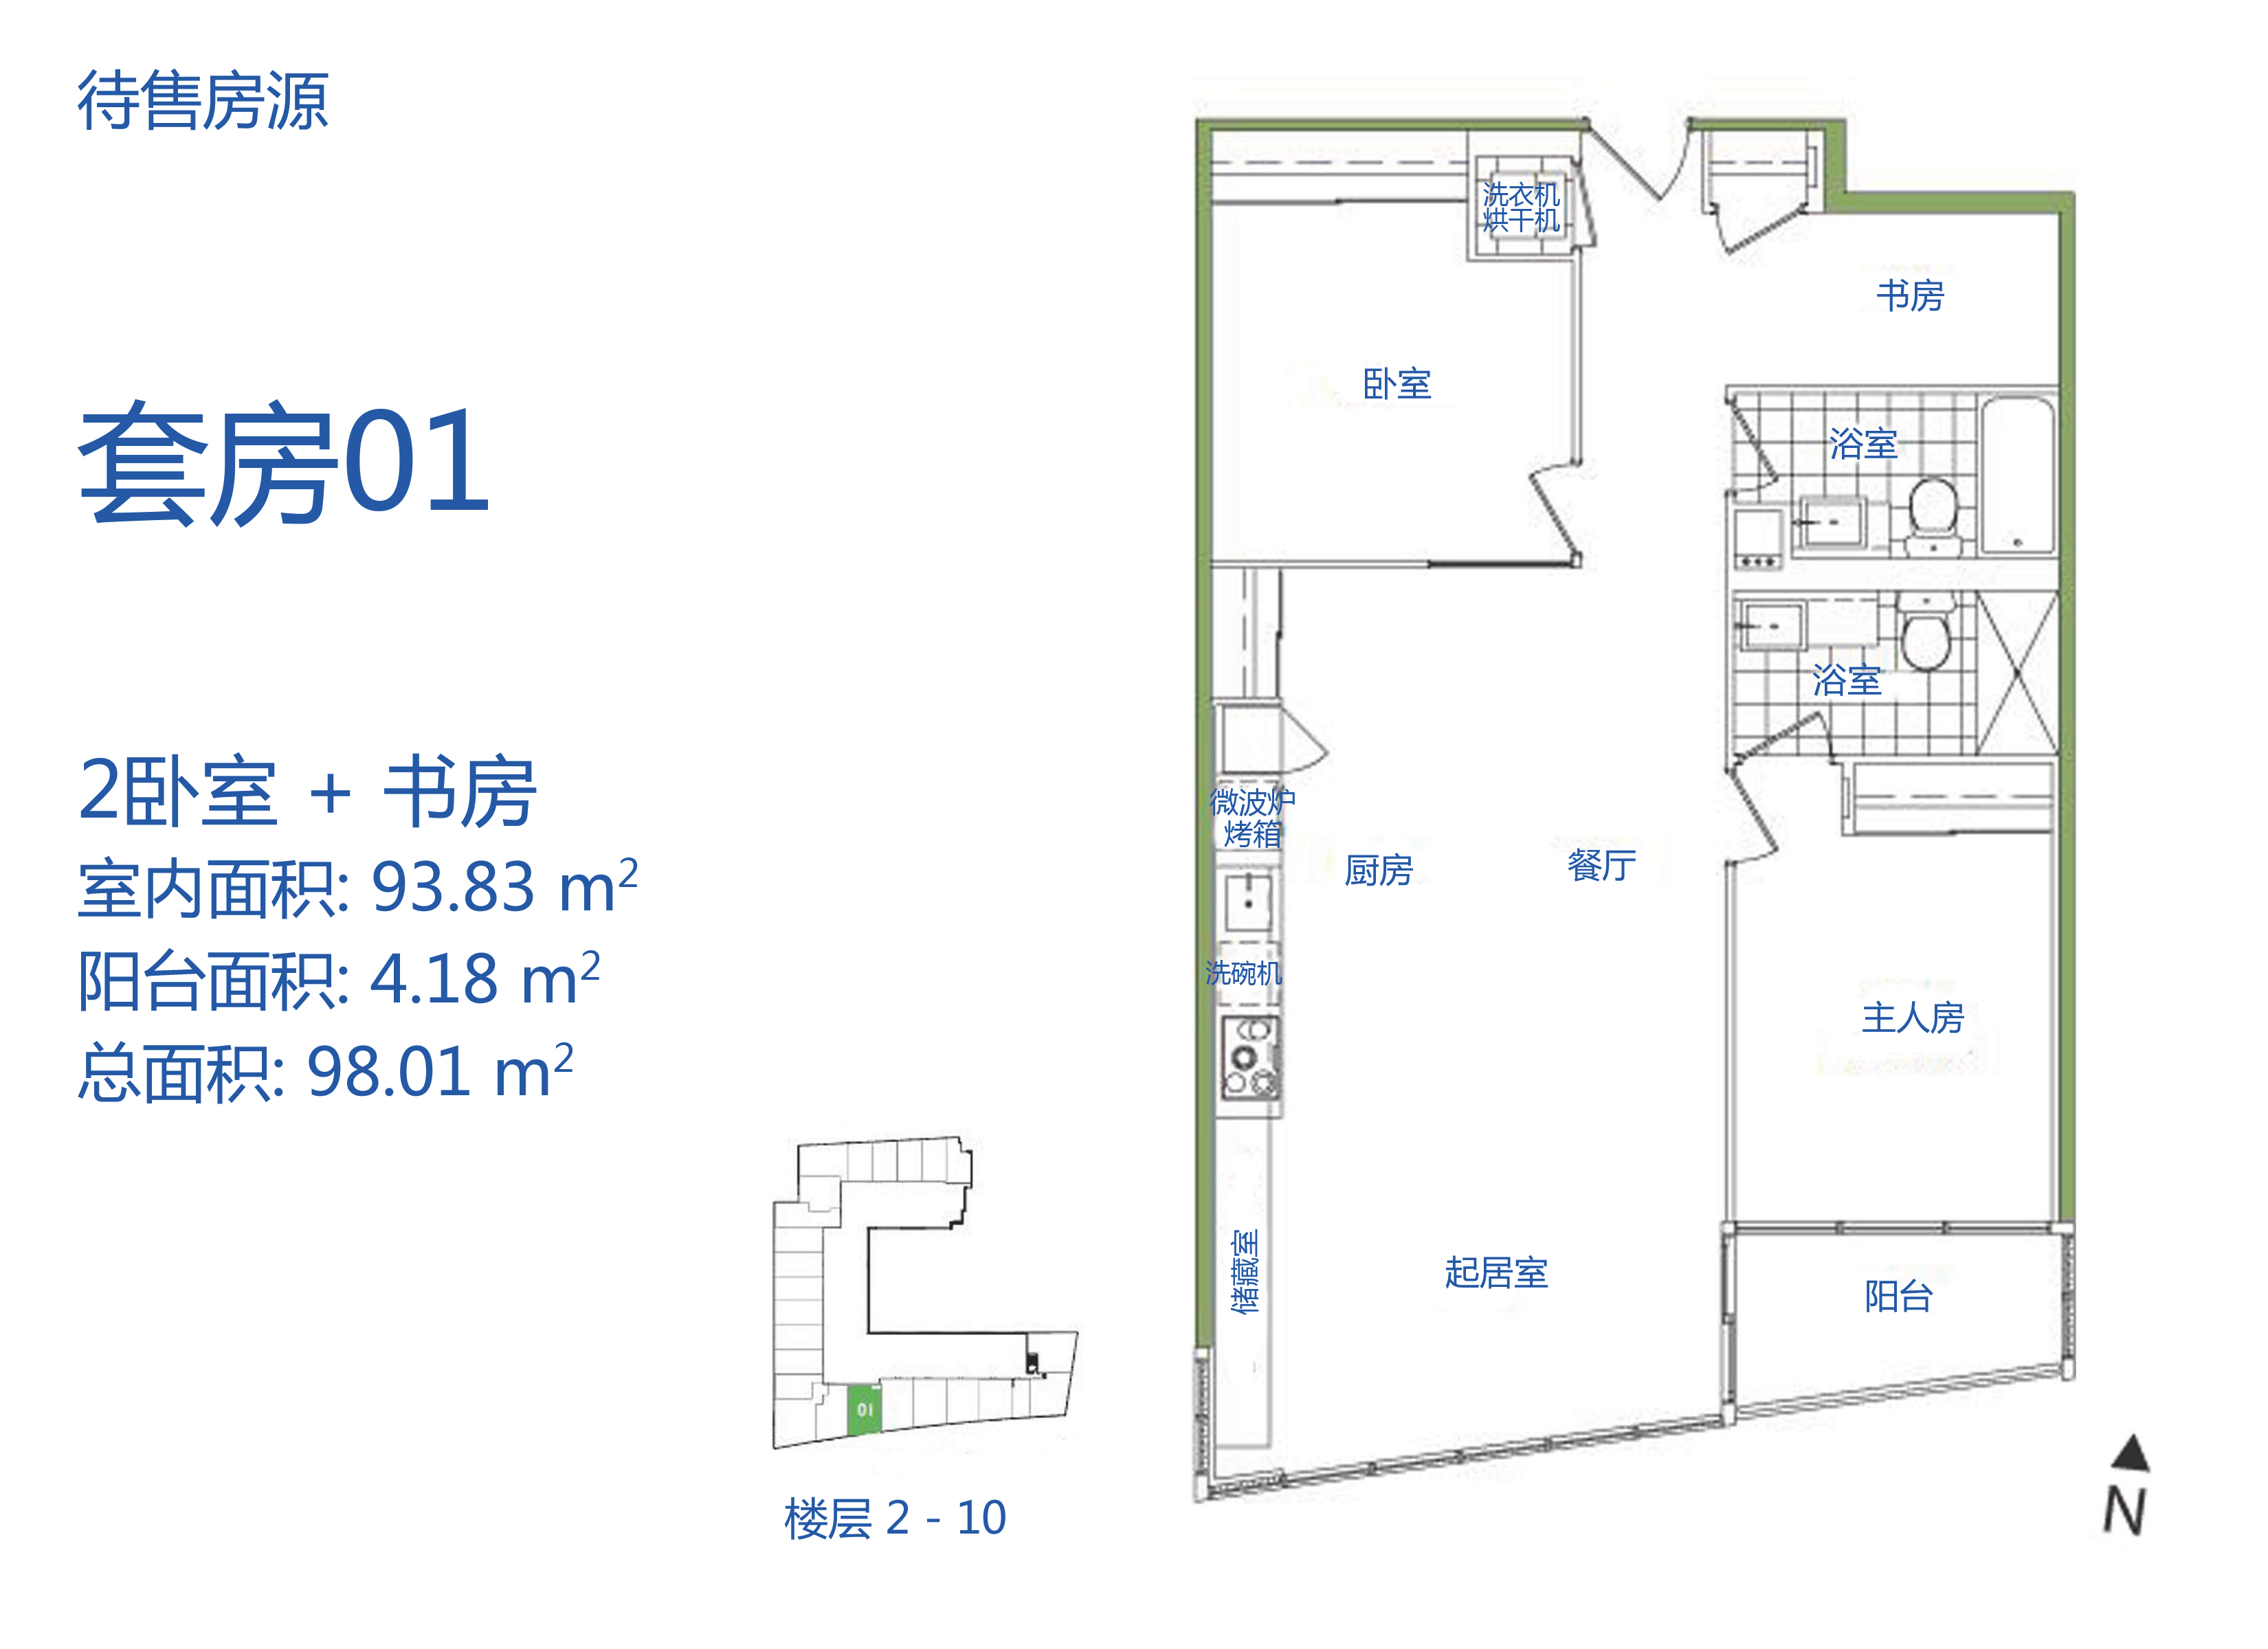 待售房源
套房01
2卧室 + 书房
室内面积: 93.83 m²
阳台面积: 4.18 m²
总面积: 98.01 m²
01
楼层 2 - 10
洗衣机
烘干机
书房
卧室
浴室
浴室
微波炉
烤箱
厨房
餐厅
洗碗机
主人房
储藏室
起居室
阳台
N